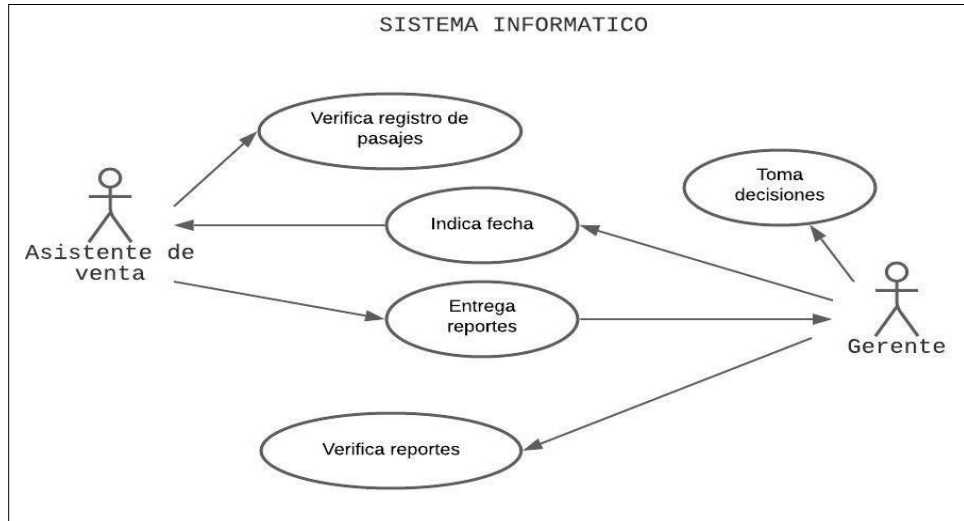 SISTEMA INFORMATICO
Verifica registro de
pasajes
Toma
decisiones
Indica fecha
Asistente de
venta
Entrega
reportes
Gerente
Verifica reportes